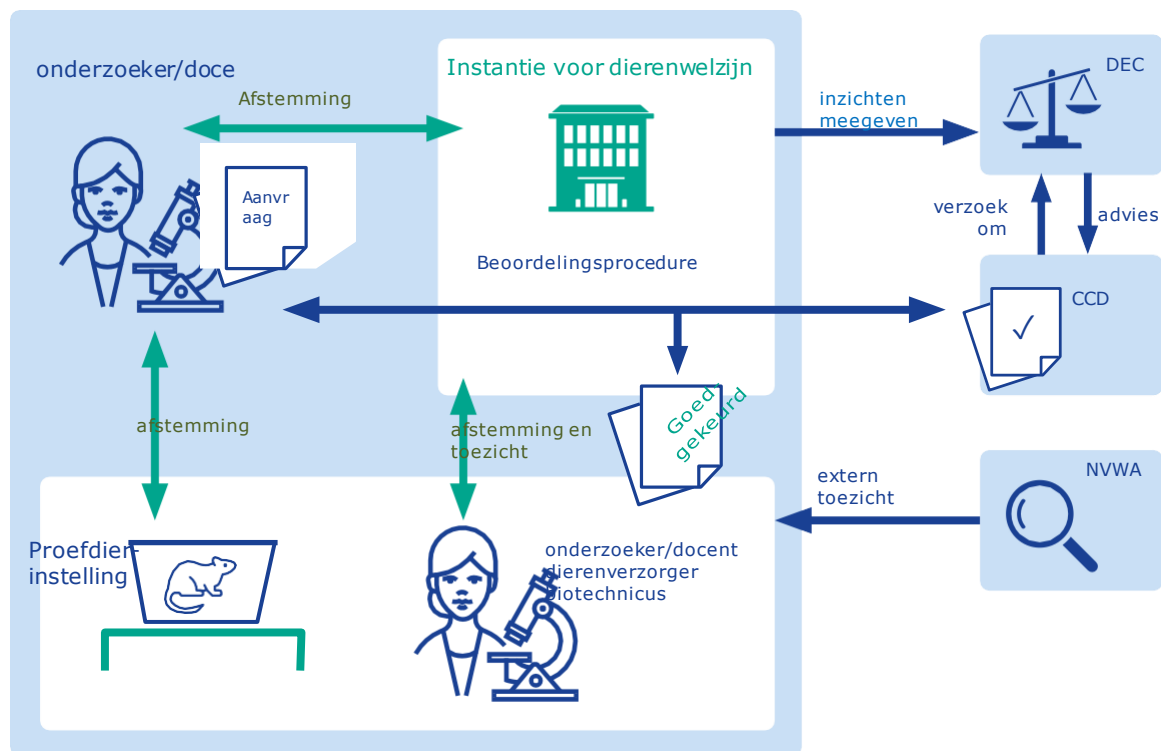 onderzoeker/doce
Afstemming
Aanvr
aag
Instantie voor dierenwelzijn
inzichten
meegeven
DEC
verzoek
om
advies
Beoordelingsprocedure
CCD
afstemming
afstemming en
toezicht
Goed-
gekeurd
extern
toezicht
NVWA
Proefdier-
instelling
onderzoeker/docent
dierenverzorger
biotechnicus